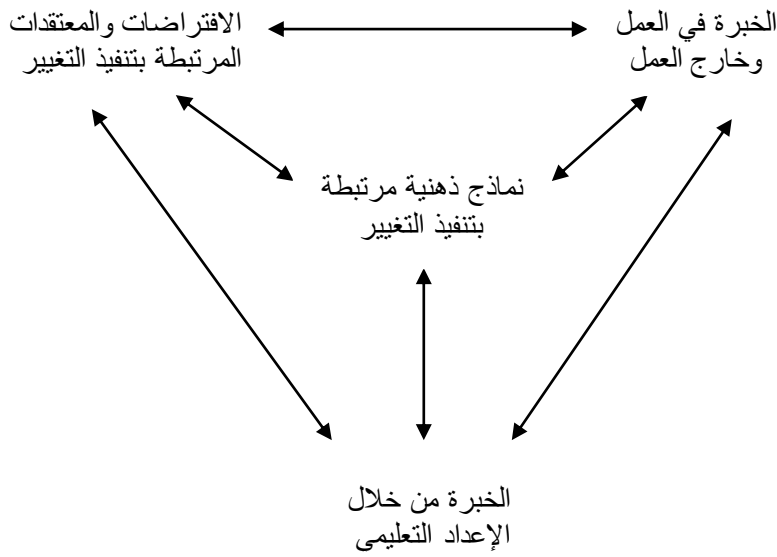 الخبرة في العمل
وخارج العمل
الافتراضات والمعتقدات
المرتبطة بتنفيذ التغيير
نماذج ذهنية مرتبطة
بتنفيذ التغيير
الخبرة من خلال
الإعداد التعليمي